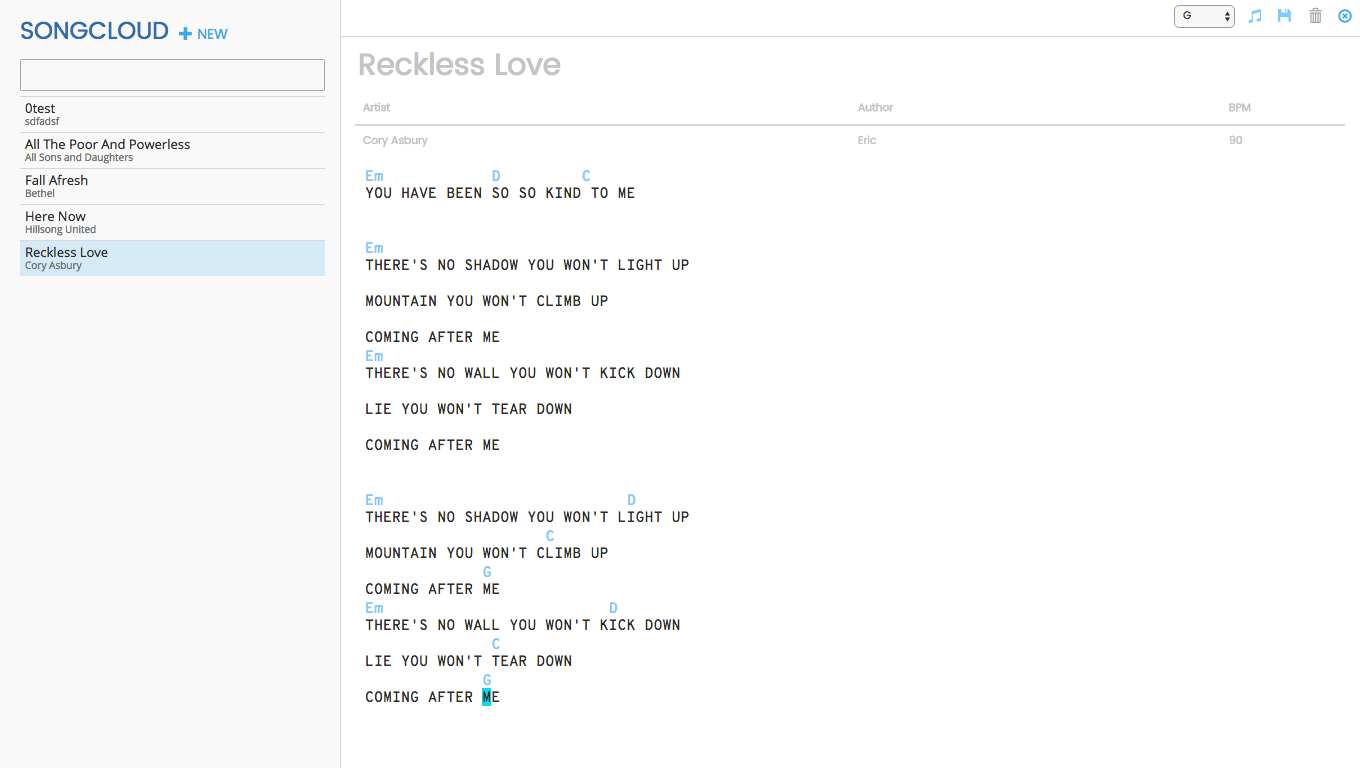 SONGCLOUD + NEW
G
0test
sdfadsf
All The Poor And Powerless
All Sons and Daughters
Fall Afresh
Bethel
Here Now
Hillsong United
Reckless Love
Cory Asbury
Reckless Love
Artist Author BPM
Cory Asbury Eric 90
Em D C
YOU HAVE BEEN SO SO KIND TO ME
Em
THERE'S NO SHADOW YOU WON'T LIGHT UP
MOUNTAIN YOU WON'T CLIMB UP
COMING AFTER ME
Em
THERE'S NO WALL YOU WON'T KICK DOWN
LIE YOU WON'T TEAR DOWN
COMING AFTER ME
Em D
THERE'S NO SHADOW YOU WON'T LIGHT UP
C
MOUNTAIN YOU WON'T CLIMB UP
G
COMING AFTER ME
Em D
THERE'S NO WALL YOU WON'T KICK DOWN
C
LIE YOU WON'T TEAR DOWN
G
COMING AFTER ME